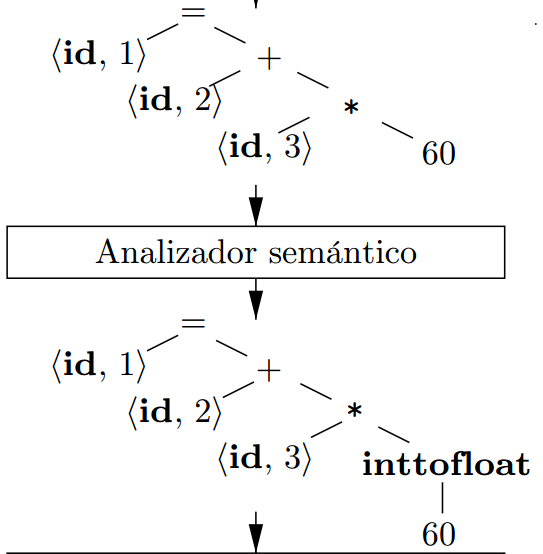 =
⟨id, 1⟩
+
⟨id, 2⟩
*
⟨id, 3⟩
60
Analizador semántico
=
⟨id, 1⟩
+
⟨id, 2⟩
*
⟨id, 3⟩
inttofloat
60